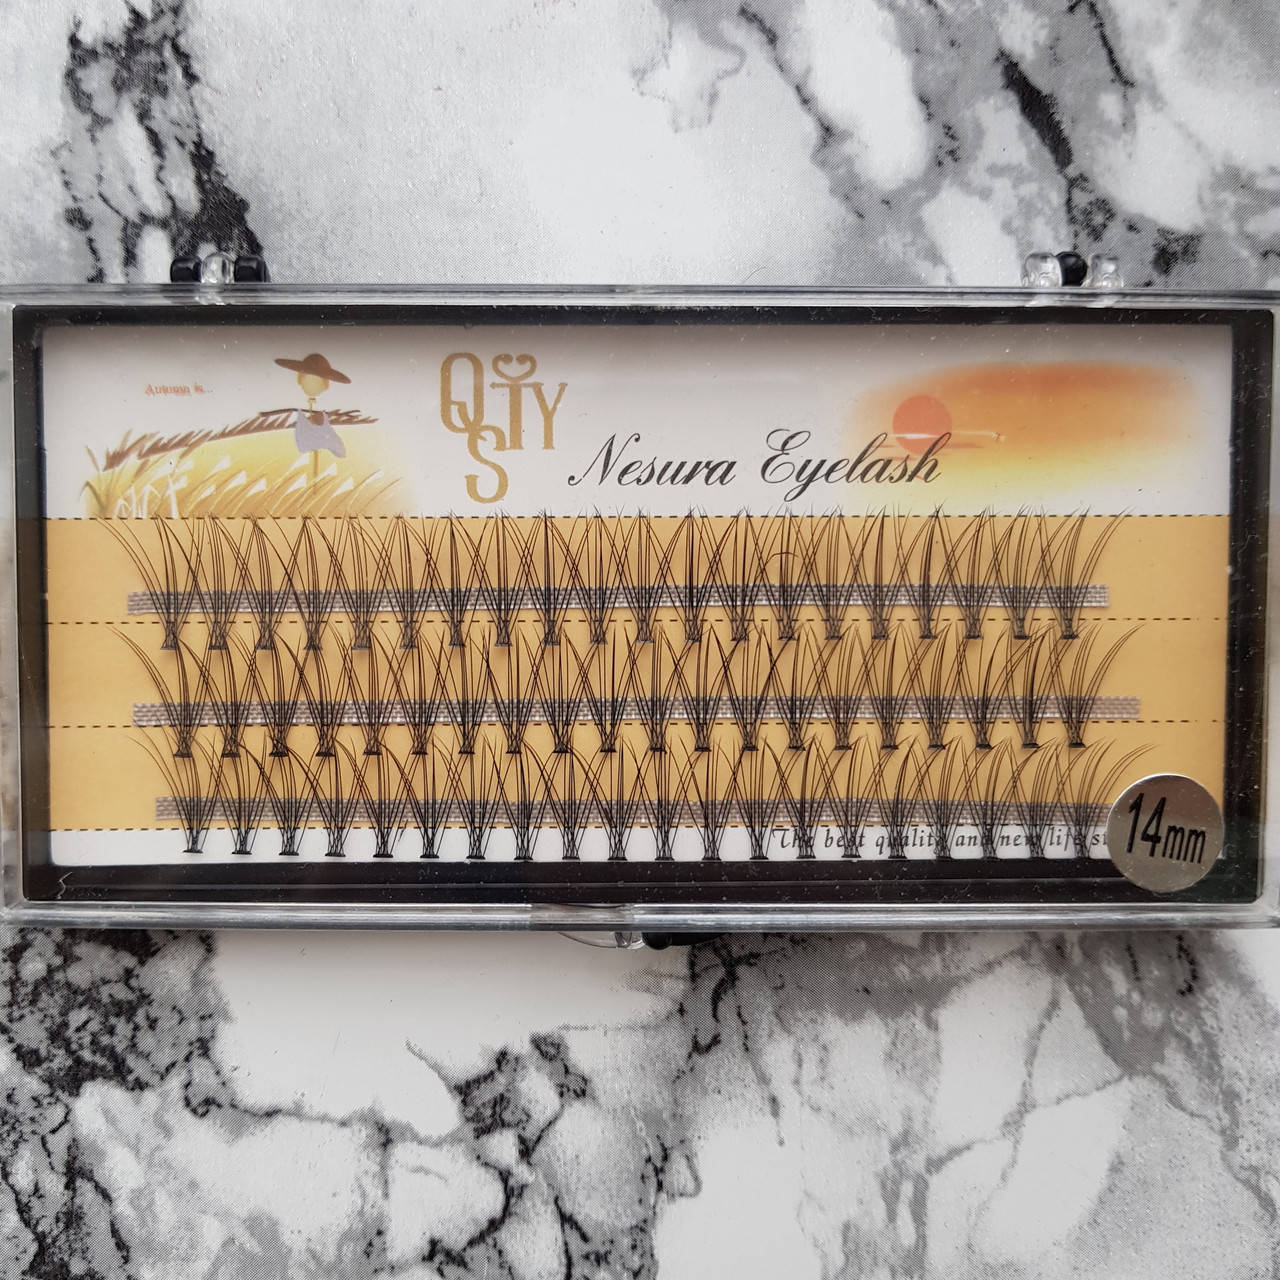 Autumn is...
QSTY
Nesura Eyelash
The best quality and new life
14mm